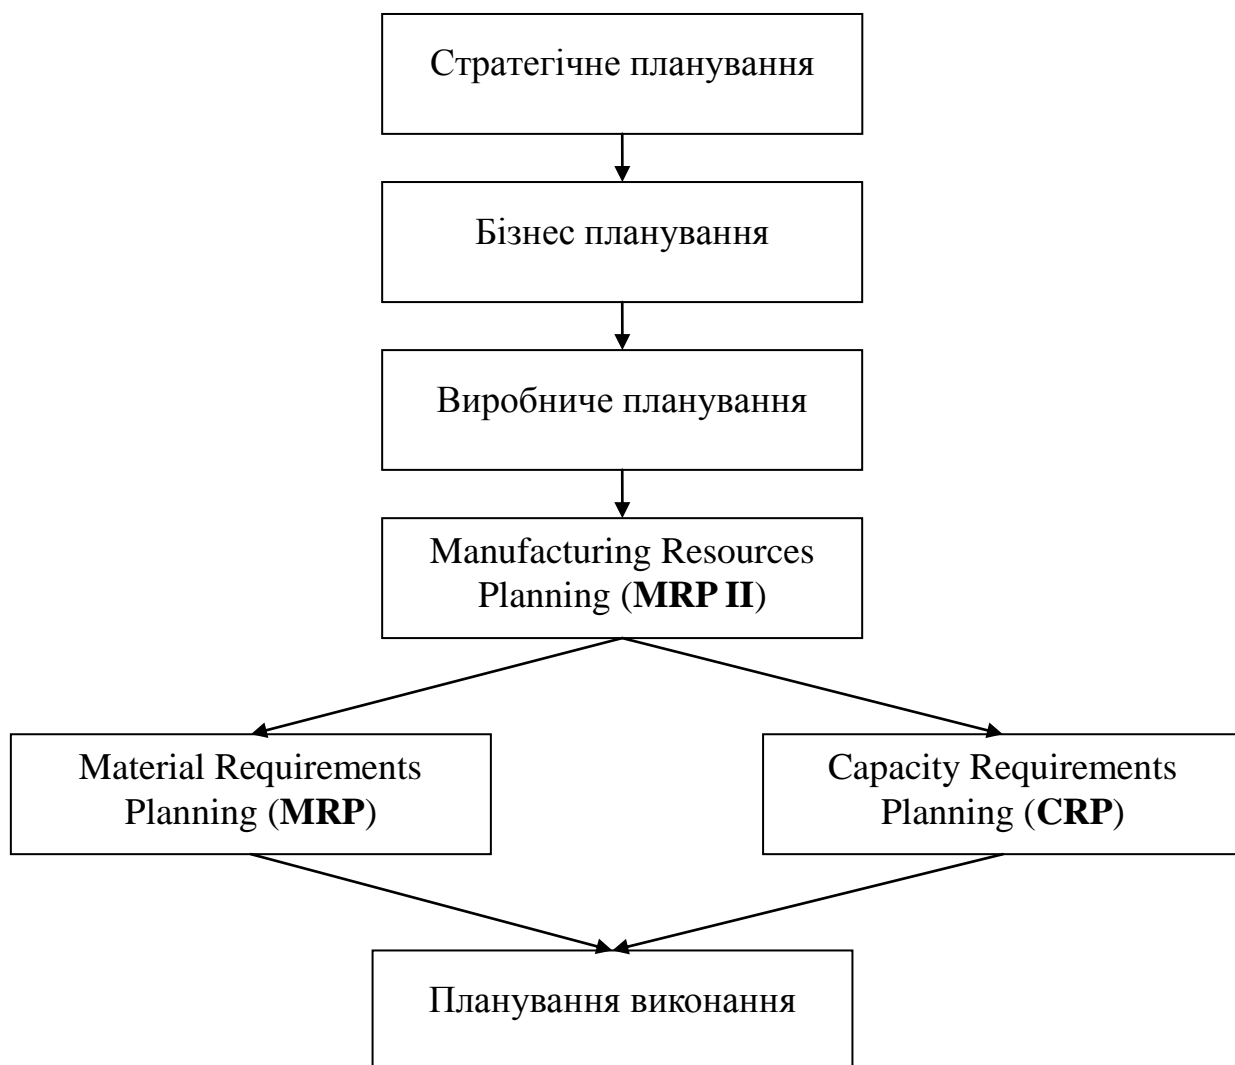 Стратегічне планування
Бізнес планування
Виробниче планування
Manufacturing Resources
Planning (MRP II)
Material Requirements
Planning (MRP)
Capacity Requirements
Planning (CRP)
Планування виконання